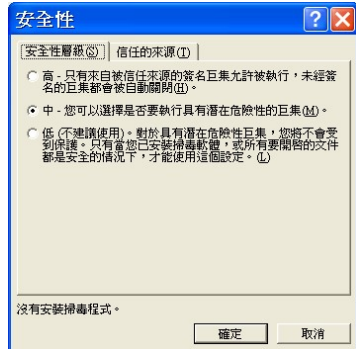 安全性
安全性層級(S)
信任的來源(T)
高 - 只有來自被信任來源的簽名巨集允許被執行，未經簽
名的巨集都會被自動關閉(H)。
中 - 您可以選擇是否要執行具有潛在危險性的巨集(M)。
低 (不建議使用)。對於具有潛在危險性巨集，您將不會受
到保護。只有當您已安裝掃毒軟體，或所有要開啓的文件
都是安全的情況下，才能使用這個設定。(L)
沒有安裝掃毒程式。
確定
取消